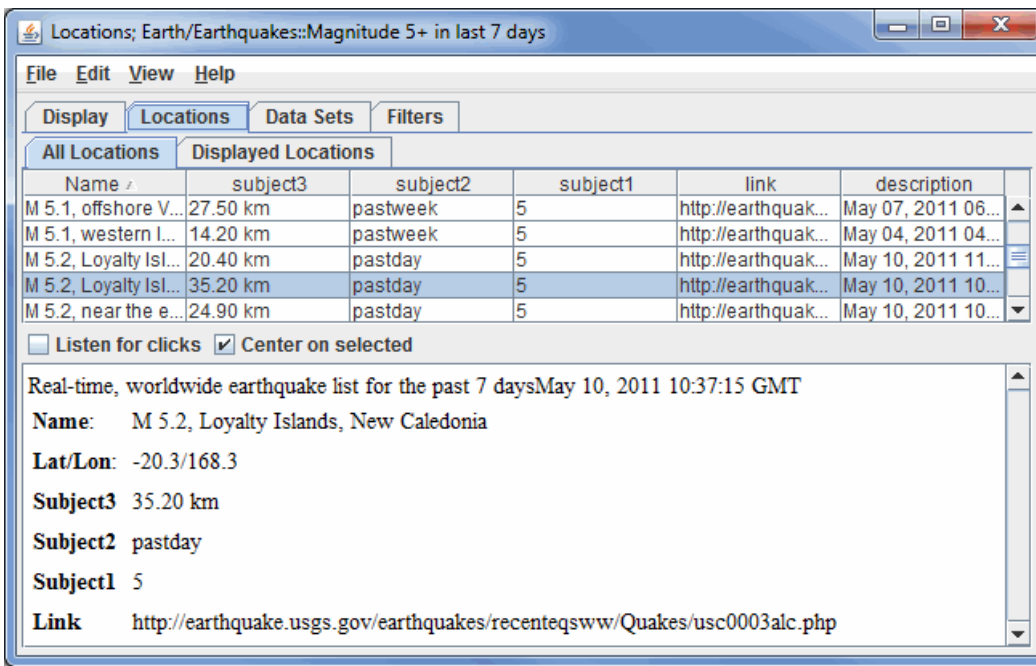 Locations; Earth/Earthquakes::Magnitude 5+ in last 7 days
File Edit View Help
Display Locations Data Sets Filters
All Locations Displayed Locations
Name subject3 subject2 subject1 link description
M 5.1, offshore V... 27.50 km pastweek 5 http://earthquak... May 07, 2011 06...
M 5.1, western I... 14.20 km pastweek 5 http://earthquak... May 04, 2011 04...
M 5.2, Loyalty Isl... 20.40 km pastday 5 http://earthquak... May 10, 2011 11...
M 5.2, Loyalty Isl... 35.20 km pastday 5 http://earthquak... May 10, 2011 10...
M 5.2, near the e... 24.90 km pastday 5 http://earthquak... May 10, 2011 10...
Listen for clicks Center on selected
Real-time, worldwide earthquake list for the past 7 daysMay 10, 2011 10:37:15 GMT
Name: M 5.2, Loyalty Islands, New Caledonia
Lat/Lon: -20.3/168.3
Subject3 35.20 km
Subject2 pastday
Subject1 5
Link http://earthquake.usgs.gov/earthquakes/recenteqsww/Quakes/usc0003alc.php